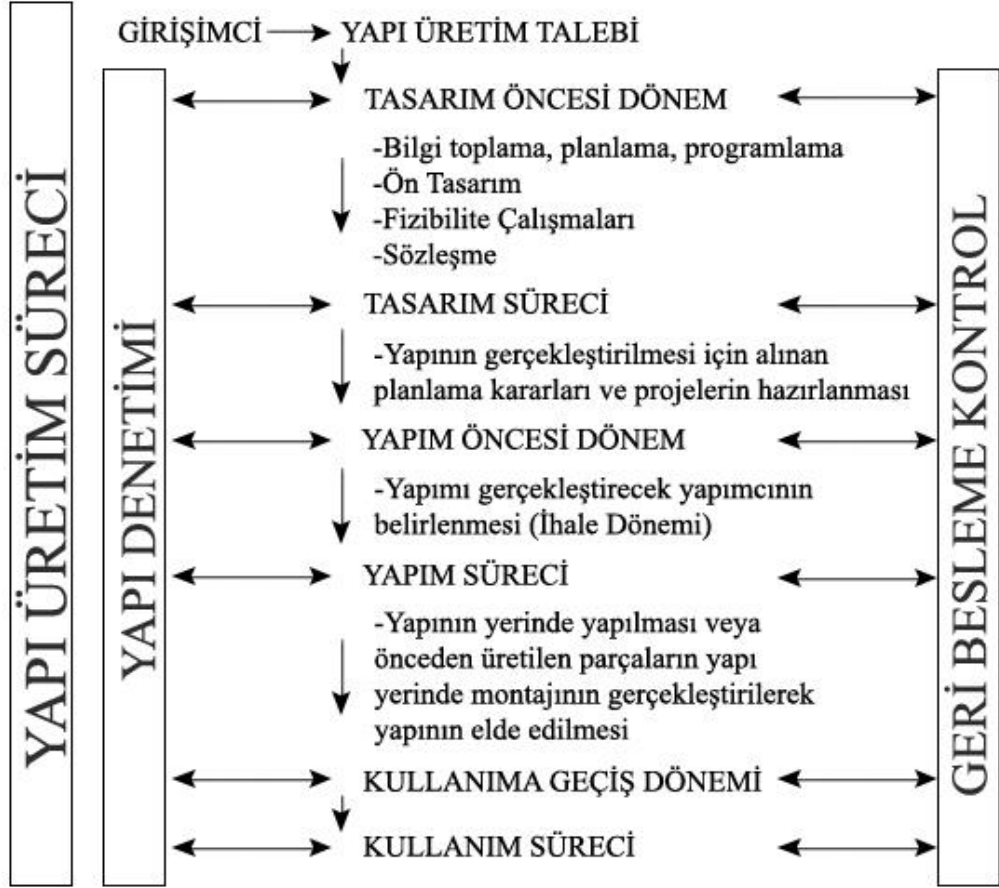 GİRİŞİMCİ YAPI ÜRETİM TALEBİ
YAPI ÜRETİM SÜRECİ
YAPI DENETİMİ
TASARIM ÖNCESİ DÖNEM
-Bilgi toplama, planlama, programlama
-Ön Tasarım
-Fizibilite Çalışmaları
-Sözleşme
TASARIM SÜRECİ
-Yapının gerçekleştirilmesi için alınan
planlama kararları ve projelerin hazırlanması
YAPIM ÖNCESİ DÖNEM
-Yapımı gerçekleştirecek yapımcının
belirlenmesi (İhale Dönemi)
YAPIM SÜRECİ
-Yapının yerinde yapılması veya
önceden üretilen parçaların yapı
yerinde montajının gerçekleştirilerek
yapının elde edilmesi
KULLANIMA GEÇİŞ DÖNEMİ
KULLANIM SÜRECİ
GERİ BESLEME KONTROL